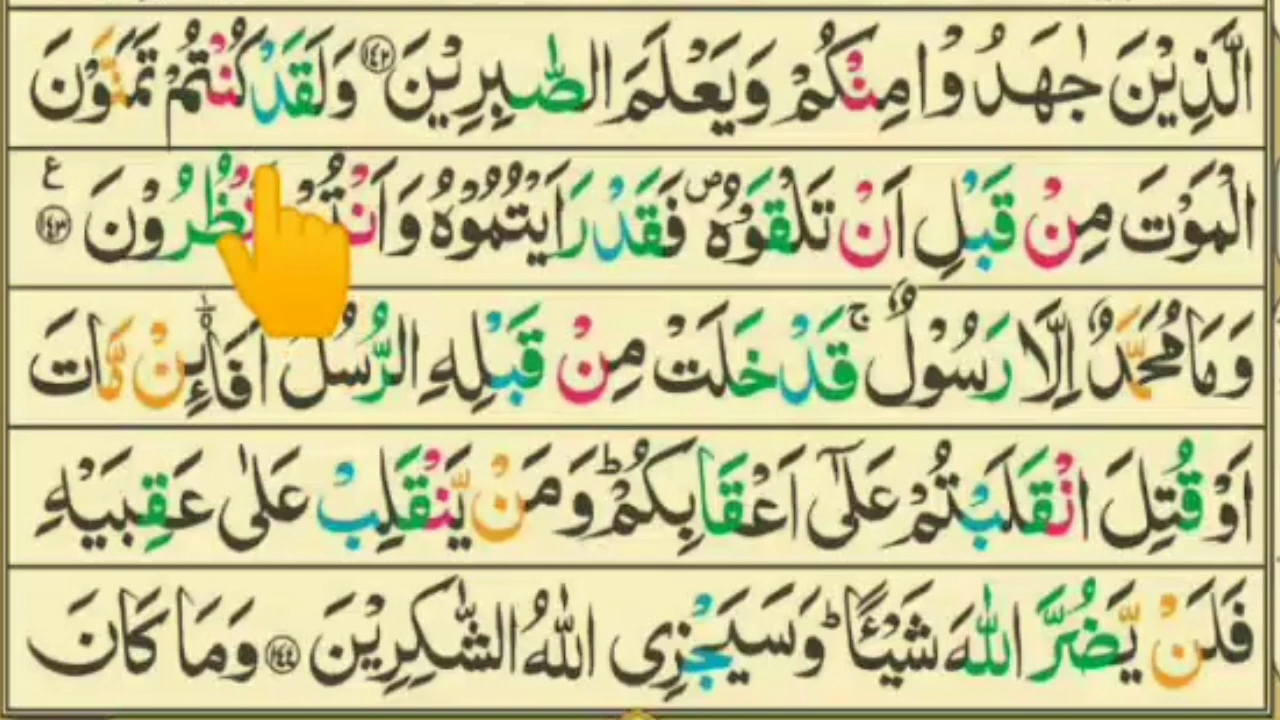 الَّذِيْنَ جٰهَدُوْا مِنْكُمْ وَيَعْلَمَ الصّٰبِرِيْنَ ﴿١٤٢﴾ وَلَقَدْ كُنْتُمْ تَمَنَّوْنَ
الْمَوْتَ مِنْ قَبْلِ اَنْ تَلْقَوْهُ ۪ فَقَدْ رَاَيْتُمُوْهُ وَاَنْتُمْ تَنْظُرُوْنَ ﴿١٤٣﴾ ع
وَمَا مُحَمَّدٌ اِلَّا رَسُوْلٌ ۚ قَدْ خَلَتْ مِنْ قَبْلِهِ الرُّسُلُ اَفَا۟ئِنْ مَّاتَ
اَوْ قُتِلَ انْقَلَبْتُمْ عَلٰٓى اَعْقَابِكُمْ ؕ وَمَنْ يَّنْقَلِبْ عَلٰى عَقِبَيْهِ
فَلَنْ يَّضُرَّ اللّٰهَ شَيْـًٔا ؕ وَسَيَجْزِى اللّٰهُ الشّٰكِرِيْنَ ﴿١٤٤﴾ وَمَا كَانَ